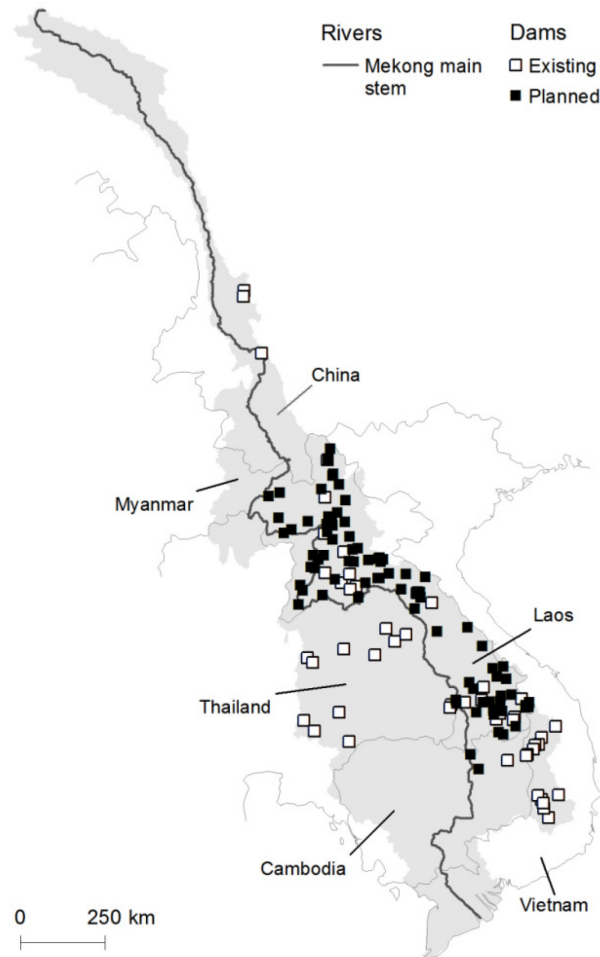 Rivers
Mekong main
stem
Dams
Existing
Planned
China
Myanmar
Laos
Thailand
Cambodia
Vietnam
0 250 km